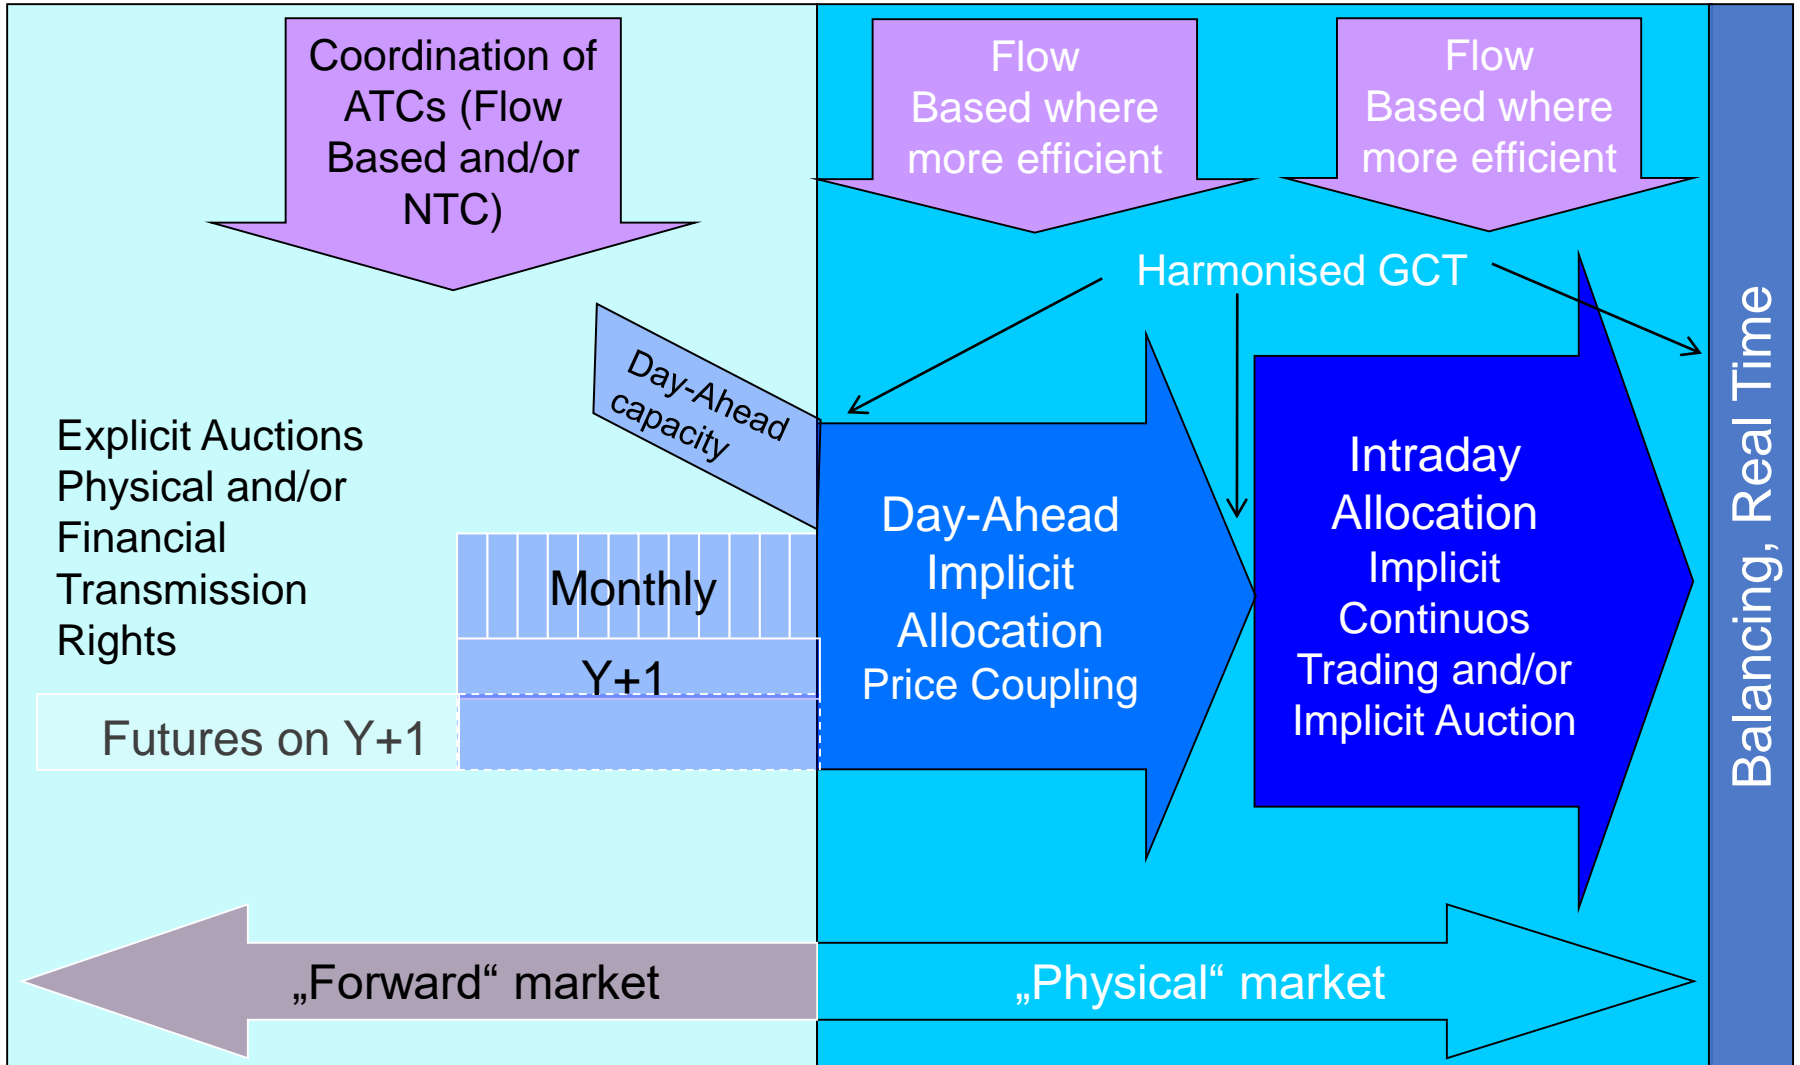 Coordination of
ATCs (Flow
Based and/or
NTC)
Flow
Based where
more efficient
Flow
Based where
more efficient
Harmonised GCT
Day-Ahead
capacity
Explicit Auctions
Physical and/or
Financial
Transmission
Rights
Monthly
Y+1
Futures on Y+1
Day-Ahead
Implicit
Allocation
Price Coupling
Intraday
Allocation
Implicit
Continuos
Trading and/or
Implicit Auction
Balancing, Real Time
„Forward“ market
„Physical“ market